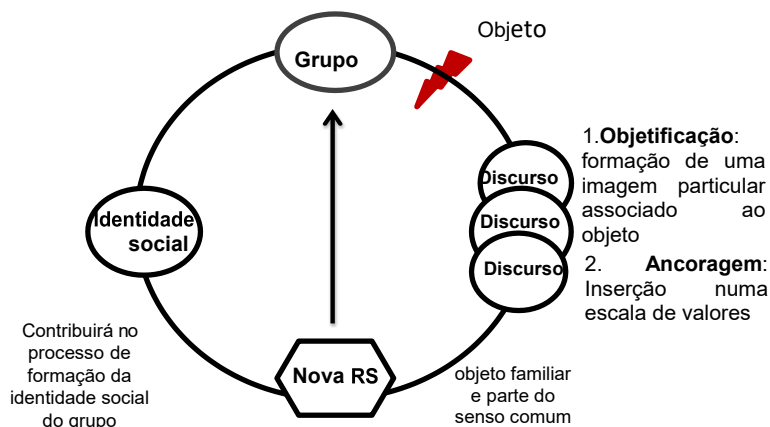 Objeto
Grupo
1.Objetificação:
formação de uma
imagem particular
associado ao
objeto
2. Ancoragem:
Inserção numa
escala de valores
Discurso
Discurso
Discurso
Identidade
social
Nova RS
Contribuirá no
processo de
formação da
identidade social
do grupo
objeto familiar
e parte do
senso comum